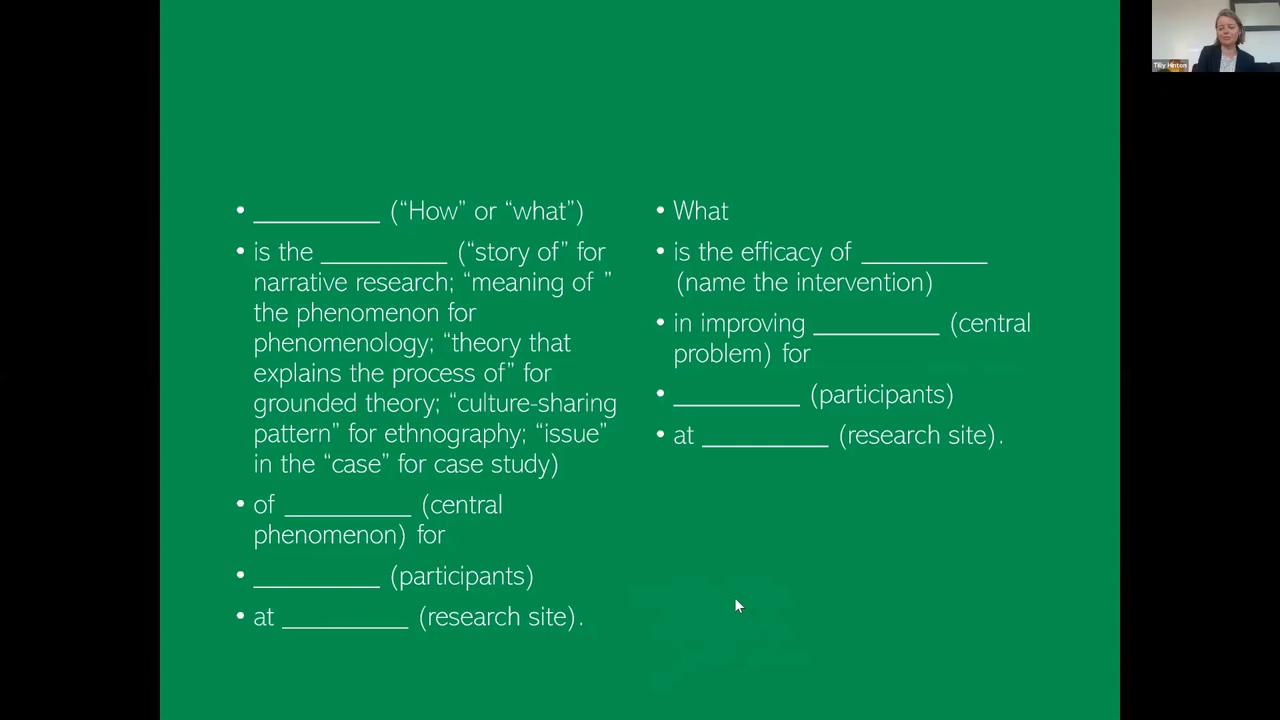 • __________ (“How” or “what”)
• is the __________ (“story of” for
narrative research; “meaning of ”
the phenomenon for
phenomenology; “theory that
explains the process of” for
grounded theory; “culture-sharing
pattern” for ethnography; “issue”
in the “case” for case study)
• of __________ (central
phenomenon) for
• __________ (participants)
• at __________ (research site).
• What
• is the efficacy of __________
(name the intervention)
• in improving __________ (central
problem) for
• __________ (participants)
• at __________ (research site).
Tilly Hinton